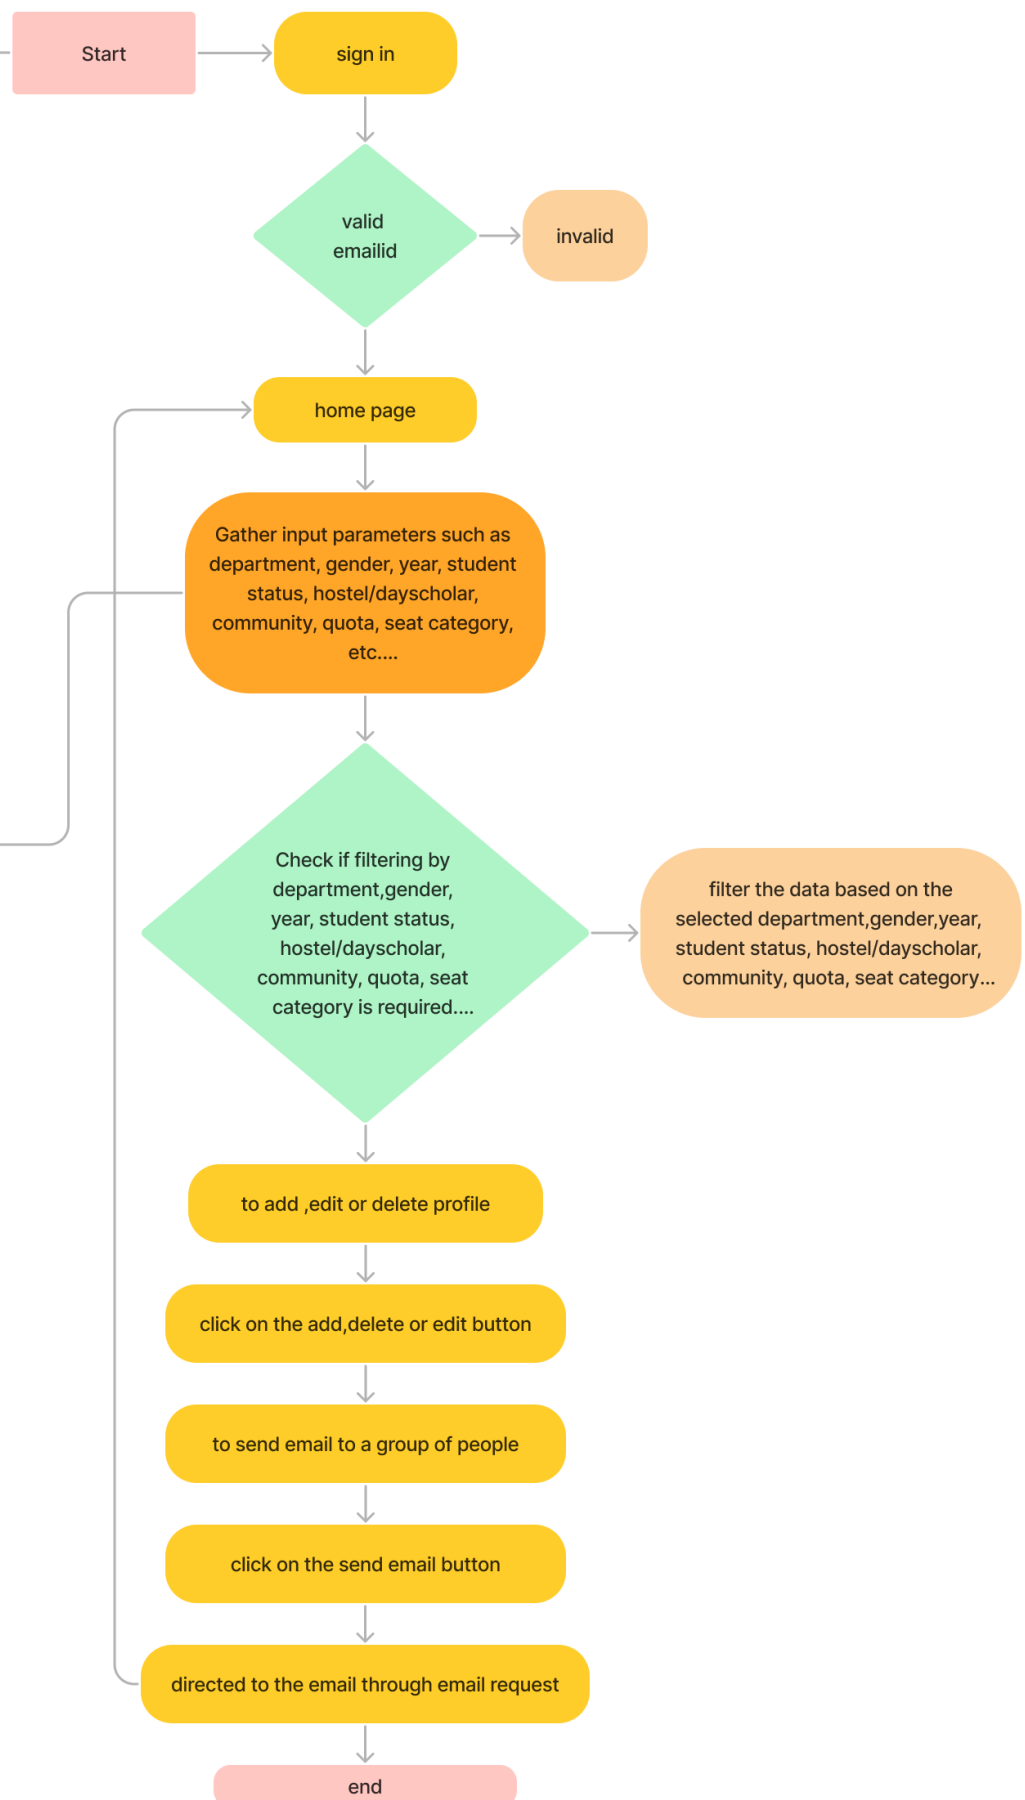 Start
sign in
valid
emailid
invalid
home page
Gather input parameters such as
department, gender, year, student
status, hostel/dayscholar,
community, quota, seat category,
etc....
Check if filtering by
department,gender,
year, student status,
hostel/dayscholar,
community, quota, seat
category is required....
filter the data based on the
selected department,gender,year,
student status, hostel/dayscholar,
community, quota, seat category...
to add ,edit or delete profile
click on the add,delete or edit button
to send email to a group of people
click on the send email button
directed to the email through email request
end